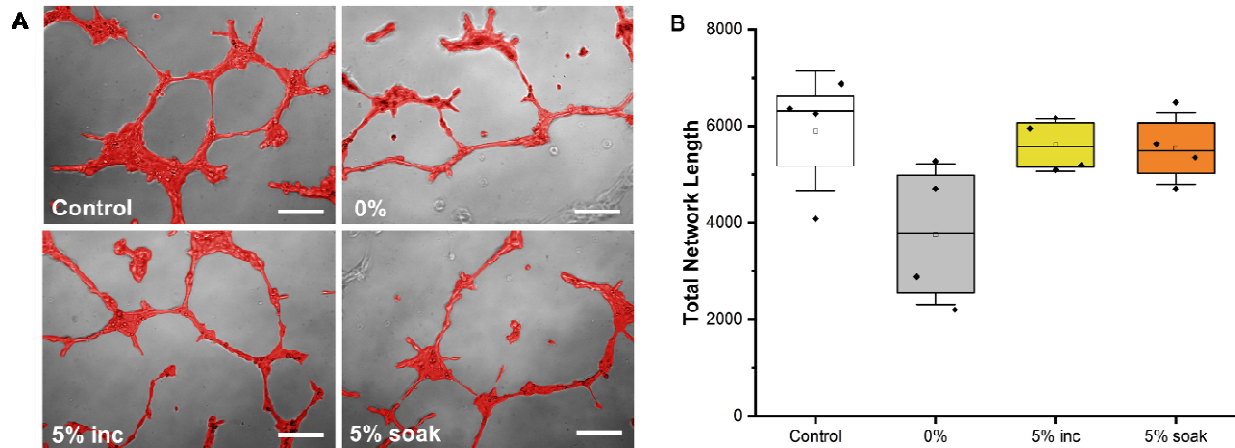 A
Control
0%
5% inc
5% soak
B
Total Network Length
8000
6000
4000
2000
0
Control
0%
5% inc
5% soak